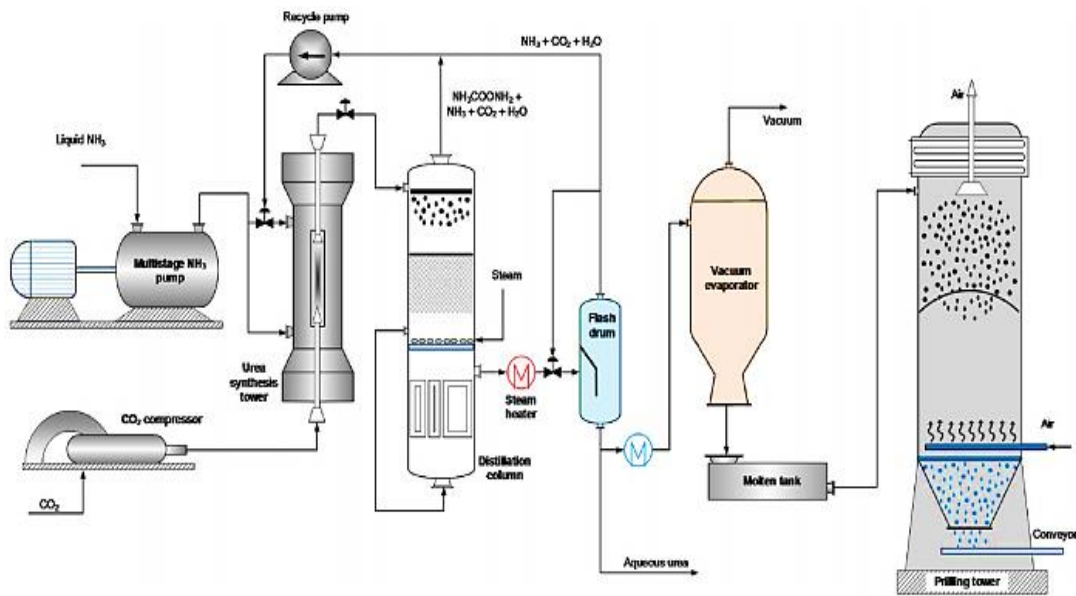 Recycle pump
NH₃ + CO₂ + H₂O
NH₂COONH₂ +
NH₃ + CO₂ + H₂O
Air
Vacuum
Liquid NH₃
Multistage NH₃
pump
Steam
Vacuum
evaporator
Flash
drum
Urea
synthesis
tower
M
Steam
heater
M
CO₂ compressor
Air
Distillation
column
Molten tank
CO₂
Conveyor
Aqueous urea
Prilling tower